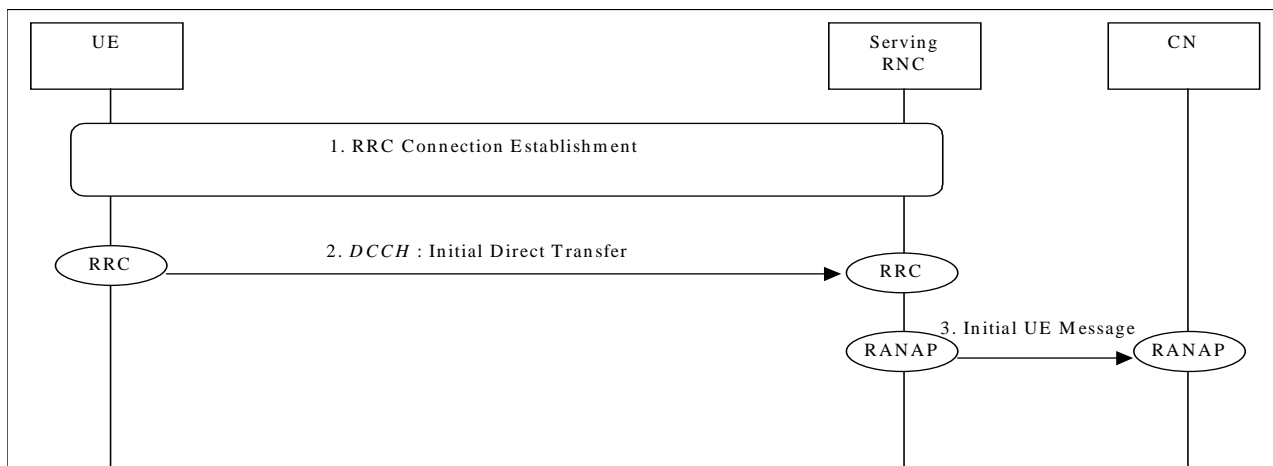 UE
Serving
RNC
CN
1. RRC Connection Establishment
2. DCCH : Initial Direct Transfer
RRC
RRC
3. Initial UE Message
RANAP
RANAP